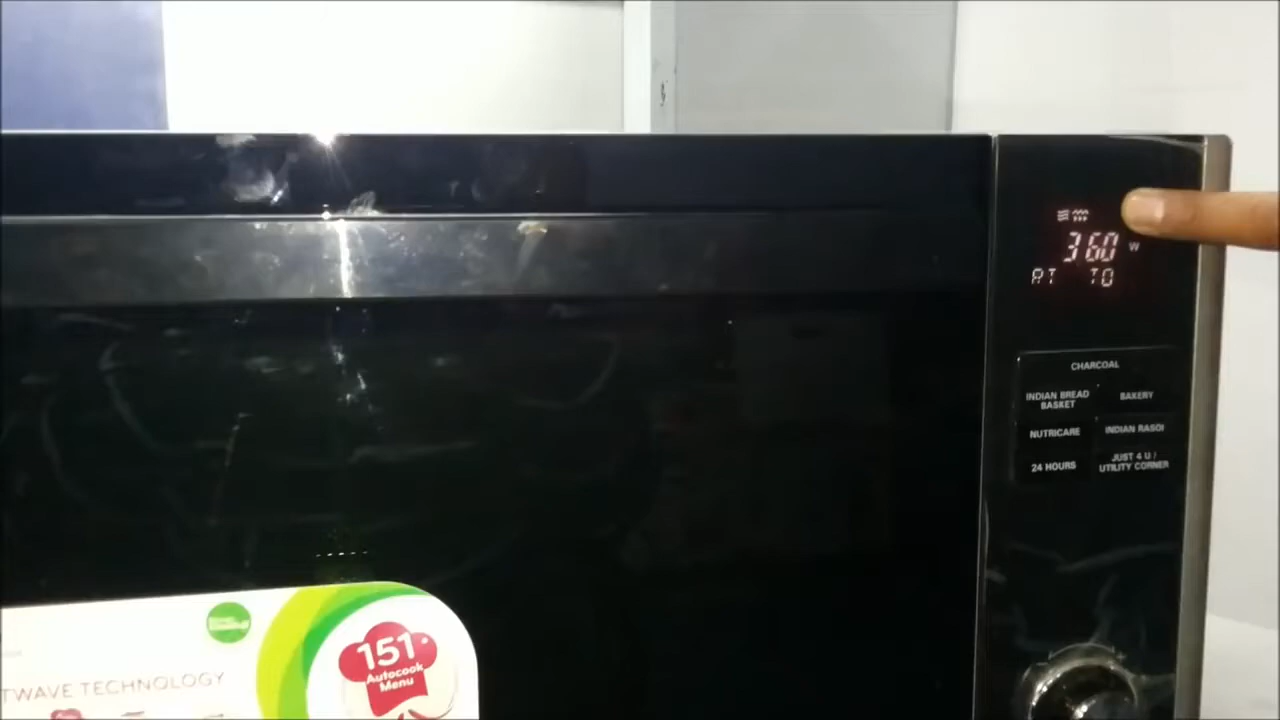 360 W
AT TO
CHARCOAL
INDIAN BREAD BASKET
BAKERY
NUTRICARE
INDIAN RASOI
24 HOURS
JUST 4 U / UTILITY CORNER
151
Autocook
Menu
TWAVE TECHNOLOGY